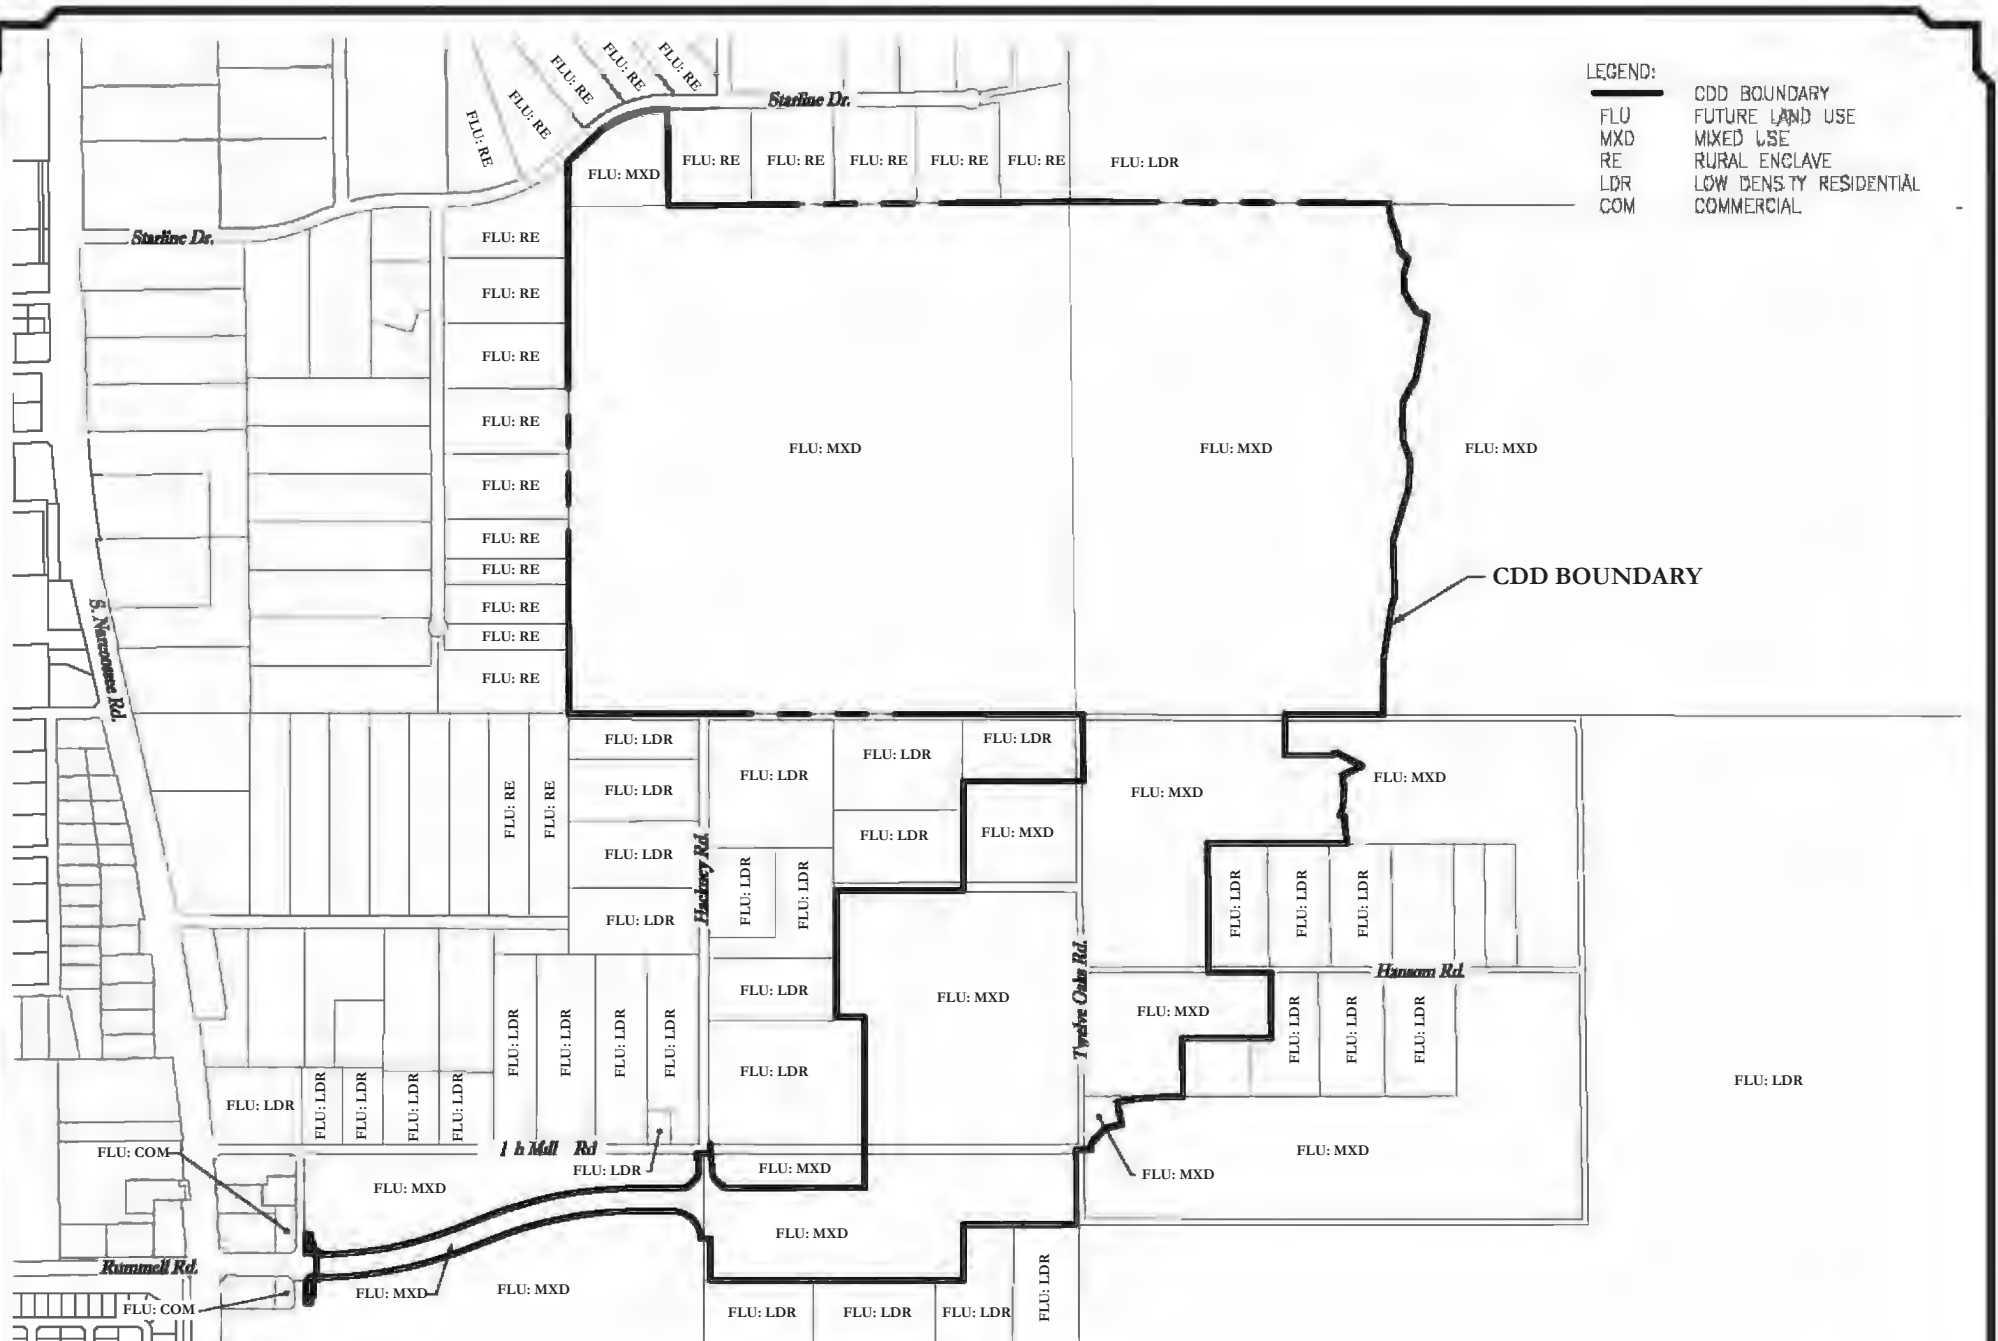 LEGEND:
CDD BOUNDARY
FLU FUTURE LAND USE
MXD MIXED USE
RE RURAL ENCLAVE
LDR LOW DENS TY RESIDENTIAL
COM COMMERCIAL
FLU: RE
FLU: RE
FLU: RE
FLU: RE
FLU: RE
Starline Dr.
FLU: MXD
FLU: RE
FLU: RE
FLU: RE
FLU: RE
FLU: RE
FLU: LDR
Starline Dr.
FLU: RE
FLU: RE
FLU: RE
FLU: RE
FLU: RE
FLU: RE
FLU: RE
FLU: RE
FLU: RE
FLU: RE
FLU: MXD
FLU: MXD
FLU: MXD
CDD BOUNDARY
S. Narcoossee Rd.
FLU: RE
FLU: RE
FLU: LDR
FLU: LDR
FLU: LDR
FLU: LDR
Hackney Rd.
FLU: LDR
FLU: LDR
FLU: LDR
FLU: LDR
FLU: MXD
FLU: LDR
FLU: LDR
FLU: MXD
FLU: MXD
FLU: LDR
FLU: LDR
FLU: LDR
Hansom Rd.
FLU: LDR
FLU: LDR
FLU: MXD
Twelve Oaks Rd.
FLU: MXD
FLU: LDR
FLU: LDR
FLU: LDR
FLU: LDR
FLU: LDR
FLU: LDR
FLU: LDR
FLU: LDR
FLU: LDR
FLU: LDR
FLU: LDR
FLU: LDR
FLU: LDR
FLU: COM
FLU: MXD
Mill Rd
FLU: LDR
FLU: MXD
FLU: MXD
FLU: MXD
FLU: MXD
Rummell Rd.
FLU: COM
FLU: MXD
FLU: MXD
FLU: LDR
FLU: LDR
FLU: LDR
FLU: LDR